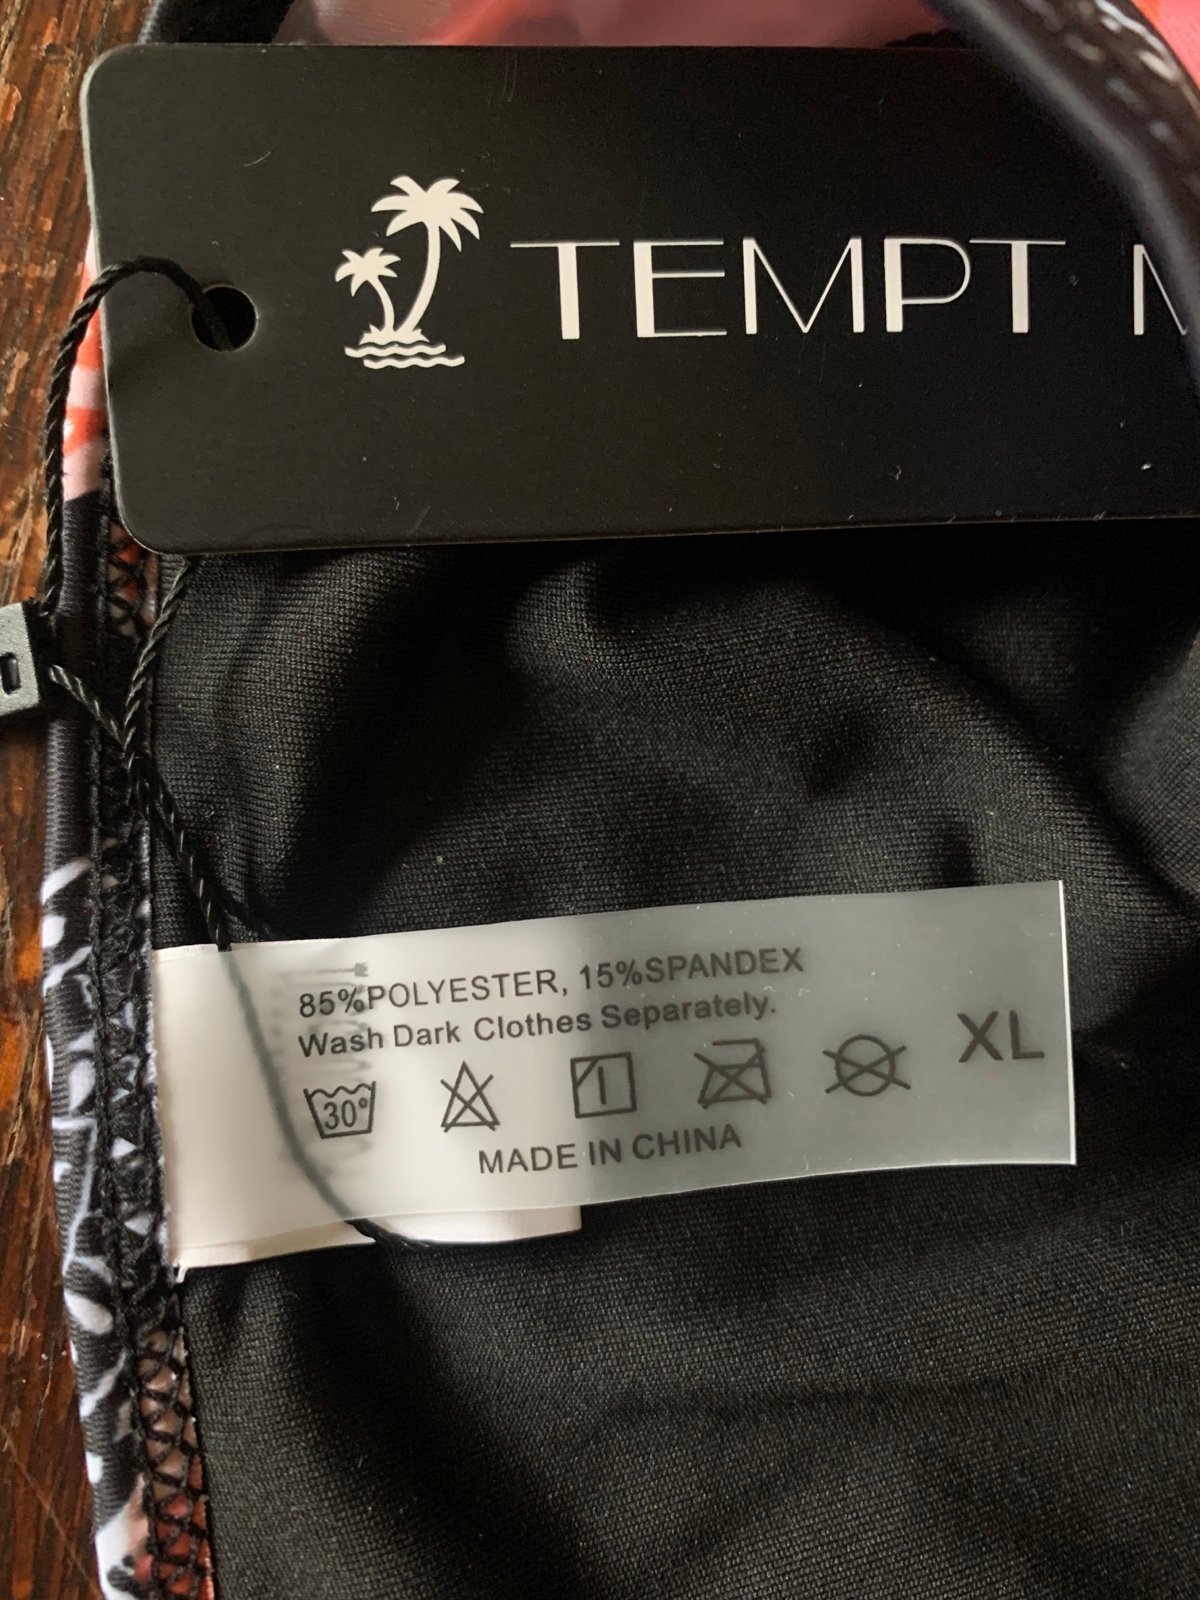 TEMPT
85%POLYESTER, 15%SPANDEX
Wash Dark Clothes Separately.
30°
XL
MADE IN CHINA